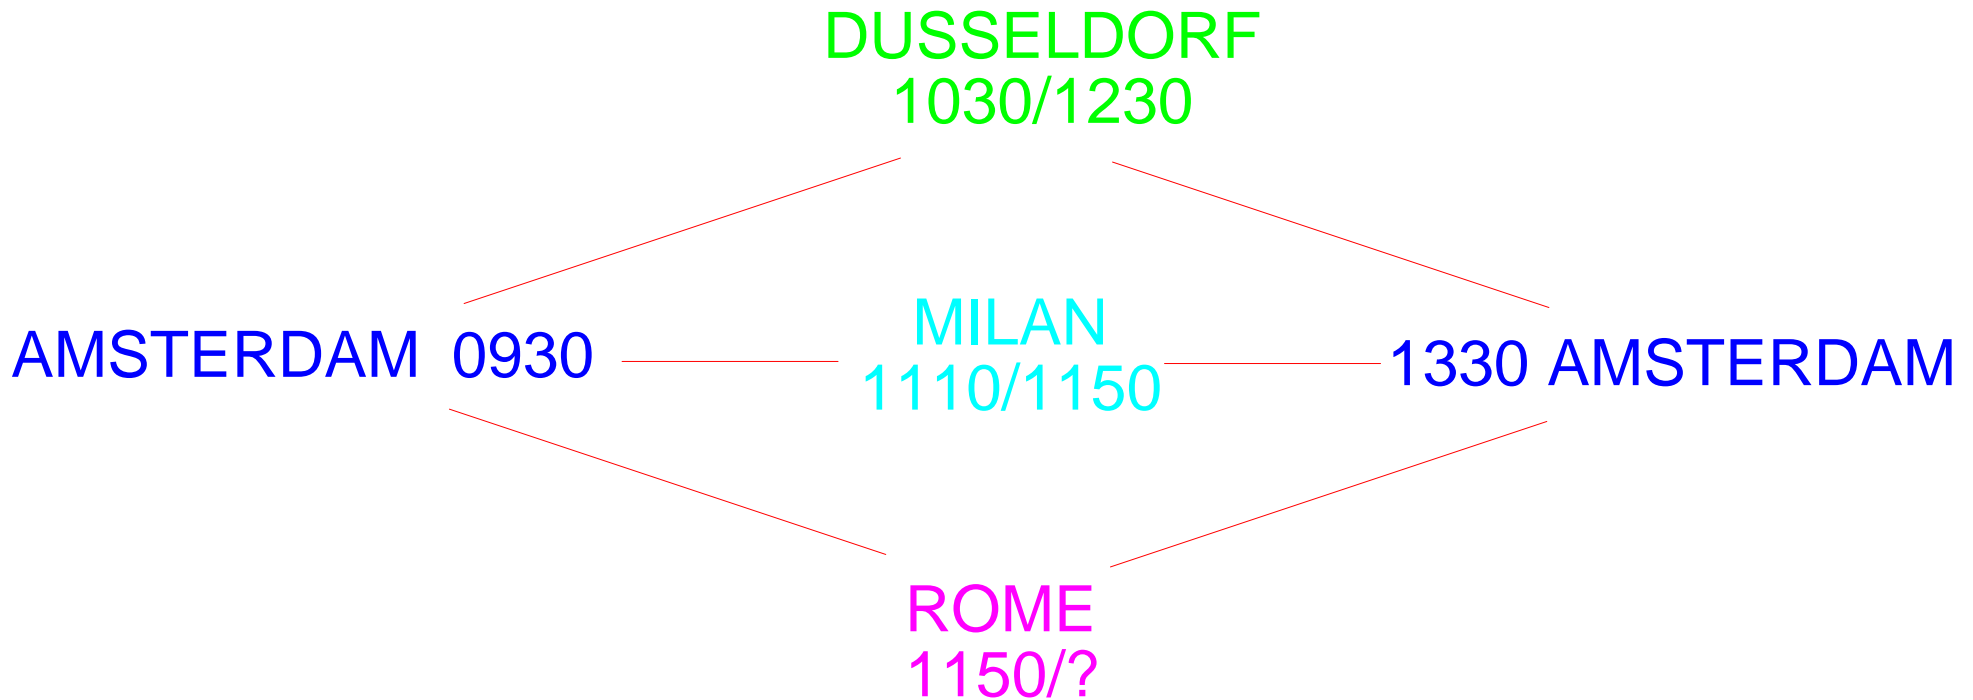 DUSSELDORF
1030/1230
AMSTERDAM 0930
MILAN
1110/1150
1330 AMSTERDAM
ROME
1150/?